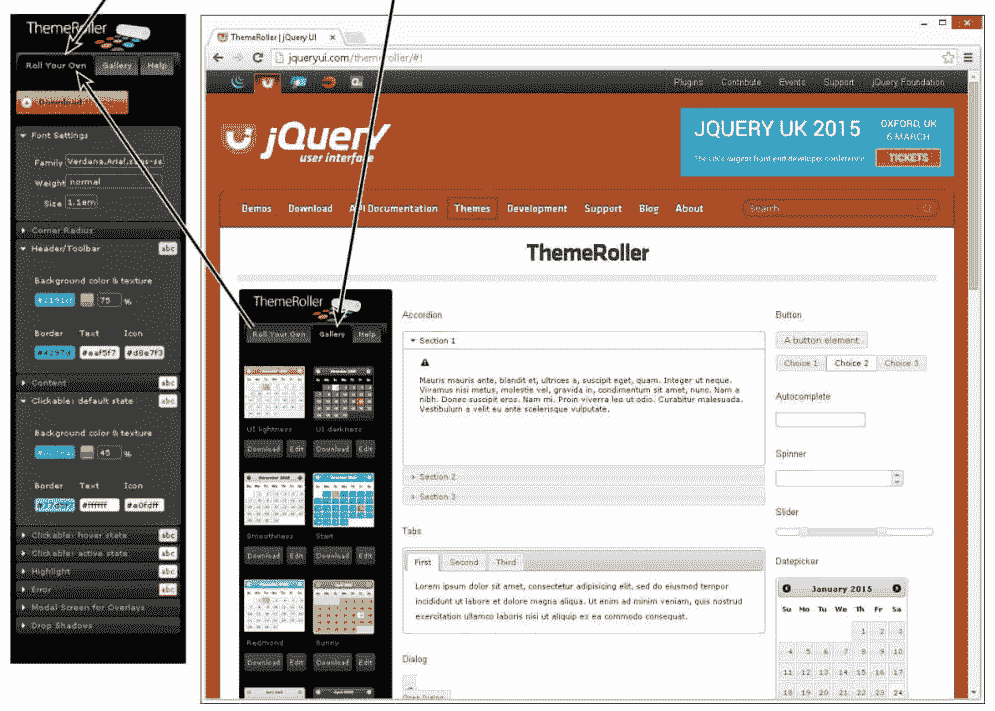 ThemeRoller
Roll Your Own
Gallery
Help
Download
Font Settings
Family
Verdana,Arial,sans-se
Weight
normal
Size
1.1em
Corner Radius
Header/Toolbar
abc
Background color & texture
75
%
Border
Text
Icon
#eaf5f7
#d8e7f3
Content
abc
Clickable: default state
abc
Background color & texture
45
%
Border
Text
Icon
#ffffff
#a0fdff
Clickable: hover state
abc
Clickable: active state
abc
Highlight
abc
Error
abc
Modal Screen for Overlays
Drop Shadows
ThemeRoller | jQuery UI
jqueryui.com/themeroller/#!
Plugins
Contribute
Events
Support
jQuery Foundation
jQuery
user interface
JQUERY UK 2015
The UK's largest front end developer conference
OXFORD, UK
6 MARCH
TICKETS
Demos
Download
API Documentation
Themes
Development
Support
Blog
About
Search
ThemeRoller
ThemeRoller
Roll Your Own
Gallery
Help
UI lightness
UI darkness
Download
Edit
Download
Edit
Smoothness
Start
Download
Edit
Download
Edit
Redmond
Sunny
Download
Edit
Download
Edit
Accordion
Section 1
Mauris mauris ante, blandit et, ultrices a, suscipit eget, quam. Integer ut neque.
Vivamus nisi metus, molestie vel, gravida in, condimentum sit amet, nunc. Nam a
nibh. Donec suscipit eros. Nam mi. Proin viverra leo ut odio. Curabitur malesuada.
Vestibulum a velit eu ante scelerisque vulputate.
Section 2
Section 3
Tabs
First
Second
Third
Lorem ipsum dolor sit amet, consectetur adipisicing elit, sed do eiusmod tempor
incididunt ut labore et dolore magna aliqua. Ut enim ad minim veniam, quis nostrud
exercitation ullamco laboris nisi ut aliquip ex ea commodo consequat.
Dialog
Open Dialog
Button
A button element
Choice 1
Choice 2
Choice 3
Autocomplete
Spinner
Slider
Datepicker
January 2015
Su Mo Tu We Th Fr Sa
1 2 3
4 5 6 7 8 9 10
11 12 13 14 15 16 17
18 19 20 21 22 23 24